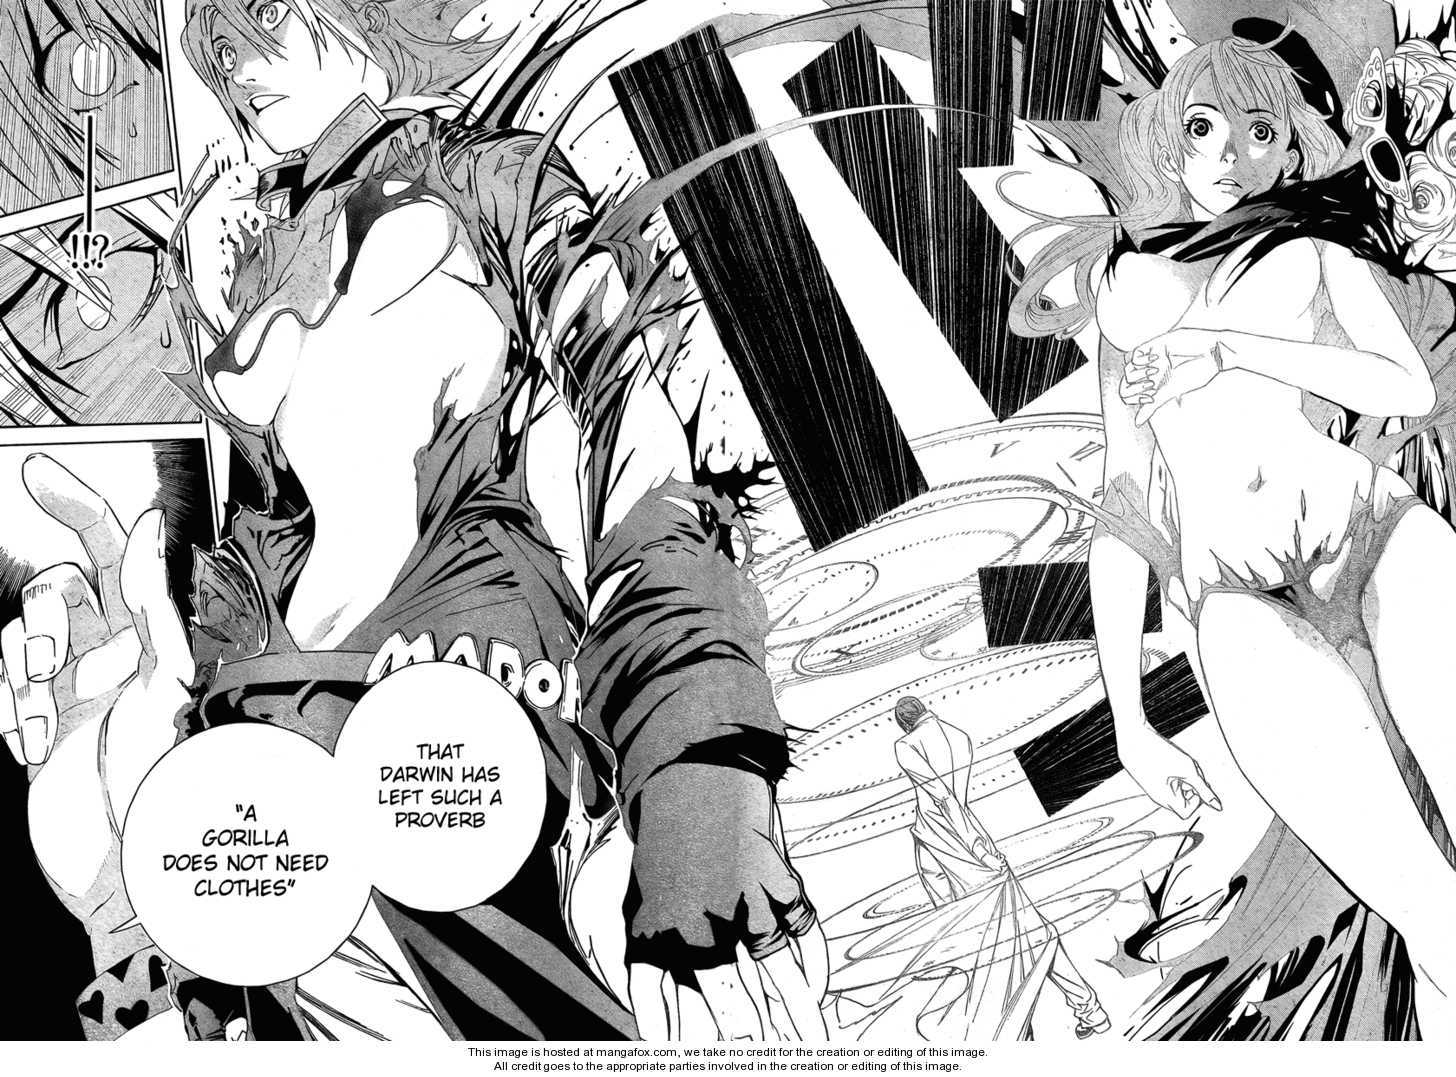 !!?
THAT
DARWIN HAS
LEFT SUCH A
PROVERB
"A
GORILLA
DOES NOT NEED
CLOTHES"
MADOI
V
X
This image is hosted at mangafox.com, we take no credit for the creation or editing of this image.
All credit goes to the appropriate parties involved in the creation or editing of this image.